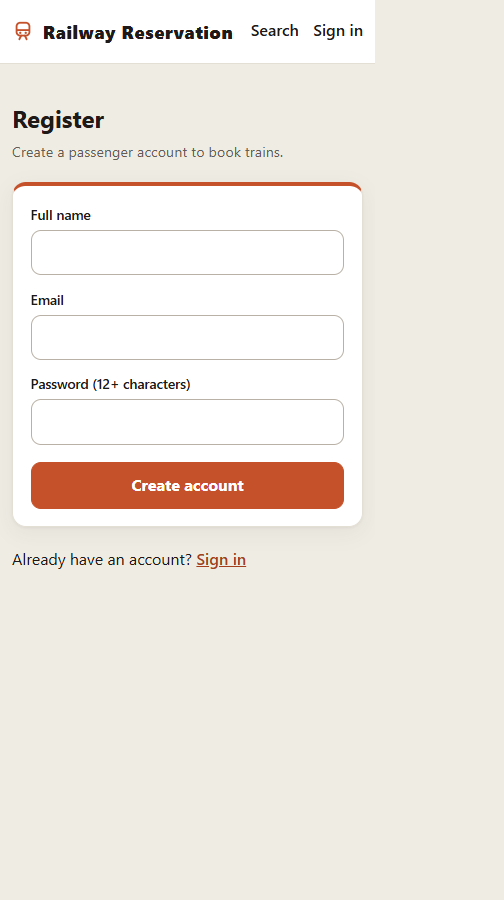 Railway Reservation Search Sign in
Register
Create a passenger account to book trains.
Full name
Email
Password (12+ characters)
Create account
Already have an account? Sign in